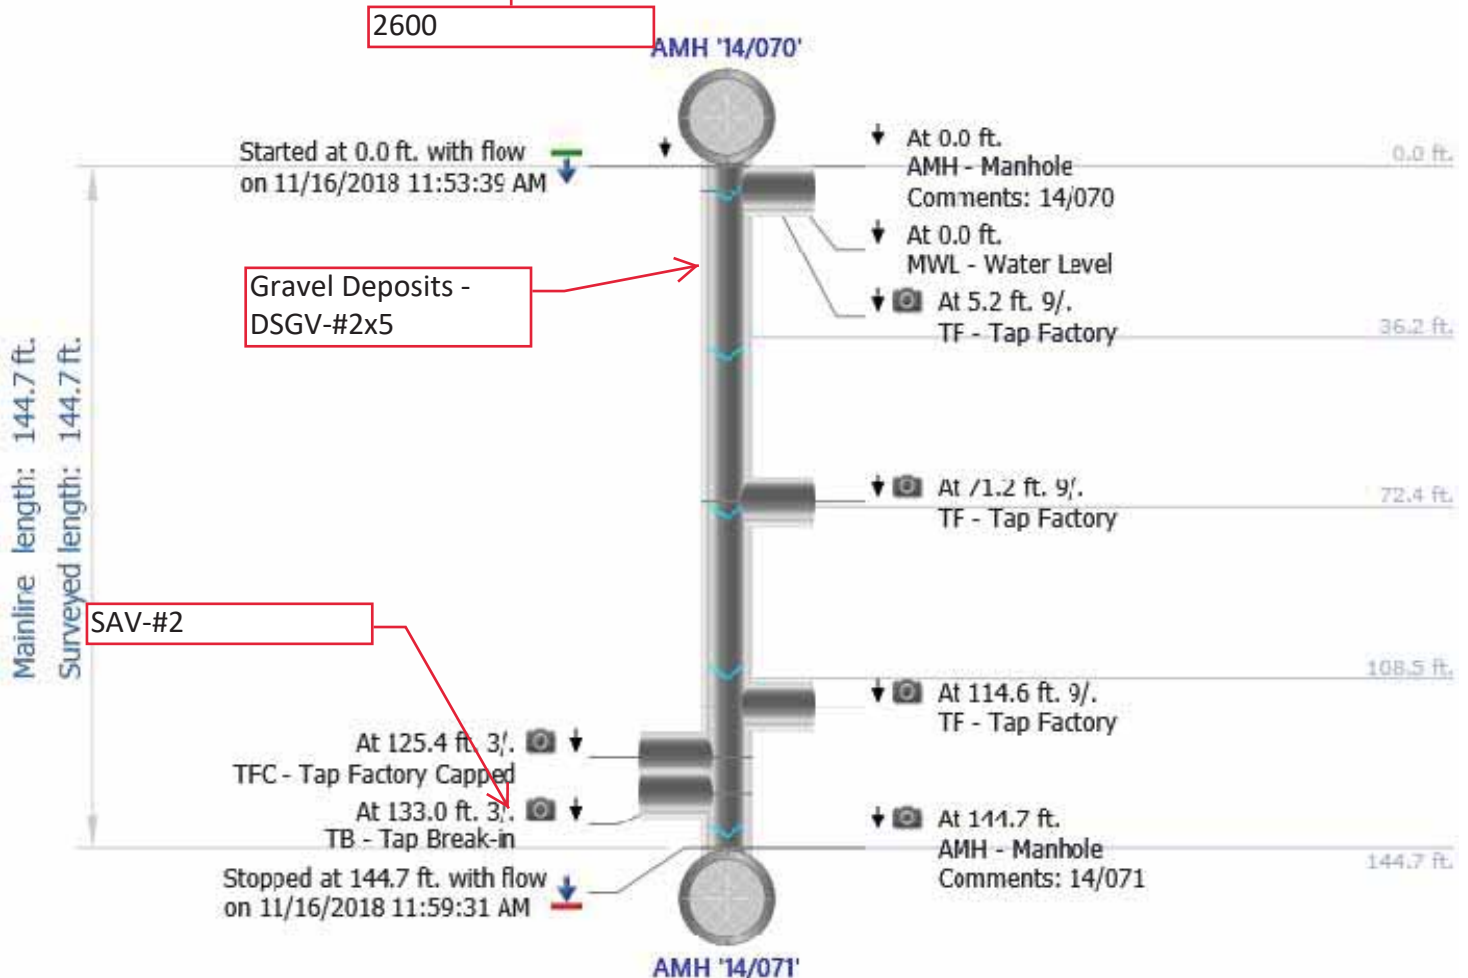 2600
AMH '14/070'
Started at 0.0 ft. with flow
on 11/16/2018 11:53:39 AM
At 0.0 ft.
AMH - Manhole
Comments: 14/070
0.0 ft.
At 0.0 ft.
MWL - Water Level
Gravel Deposits -
DSGV-#2x5
At 5.2 ft. 9/.
TF - Tap Factory
36.2 ft.
Mainline length: 144.7 ft.
Surveyed length: 144.7 ft.
At 71.2 ft. 9/.
TF - Tap Factory
72.4 ft.
SAV-#2
108.5 ft.
At 114.6 ft. 9/.
TF - Tap Factory
At 125.4 ft. 3/.
TFC - Tap Factory Capped
At 133.0 ft. 3/.
TB - Tap Break-in
At 144.7 ft.
AMH - Manhole
Comments: 14/071
144.7 ft.
Stopped at 144.7 ft. with flow
on 11/16/2018 11:59:31 AM
AMH '14/071'